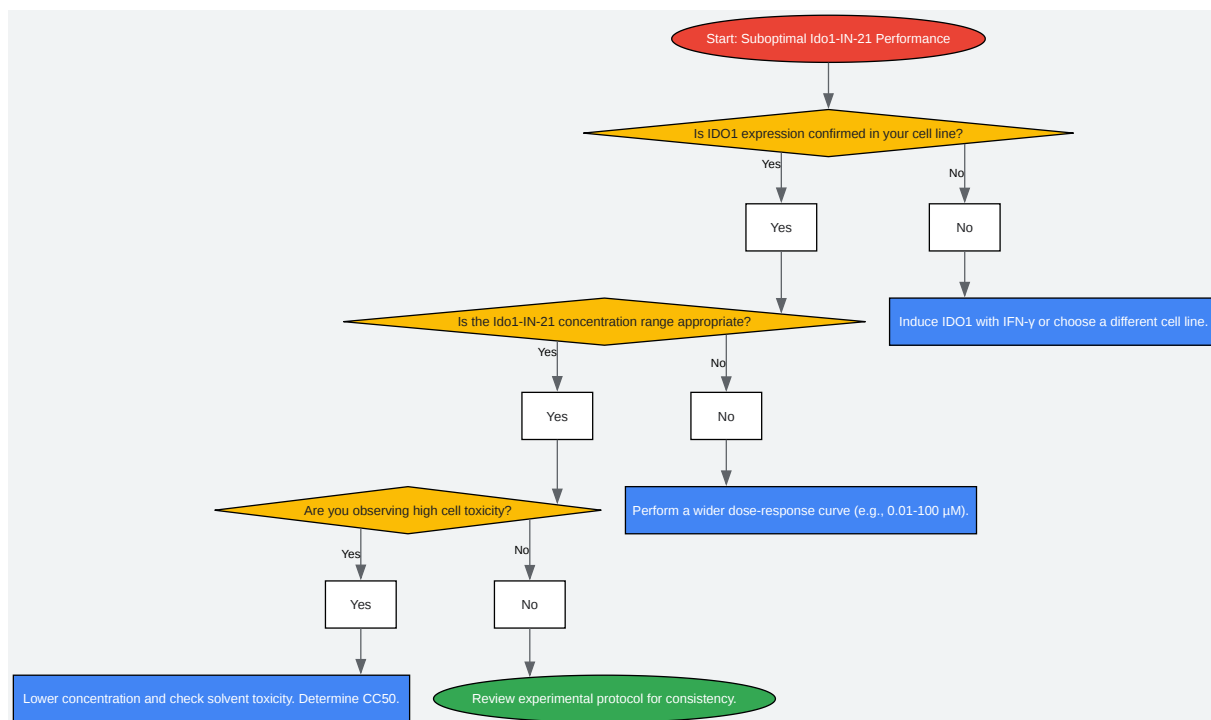 Start: Suboptimal Ido1-IN-21 Performance
Is IDO1 expression confirmed in your cell line?
Yes
No
Yes
No
Induce IDO1 with IFN-γ or choose a different cell line.
Is the Ido1-IN-21 concentration range appropriate?
Yes
No
Yes
No
Perform a wider dose-response curve (e.g., 0.01-100 µM).
Are you observing high cell toxicity?
Yes
No
Yes
No
Lower concentration and check solvent toxicity. Determine CC50.
Review experimental protocol for consistency.